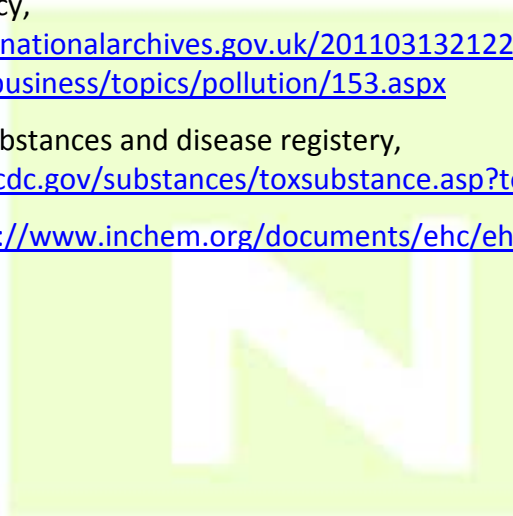 cy,
nationalarchives.gov.uk/201103132122
business/topics/pollution/153.aspx
bstances and disease registery,
cdc.gov/substances/toxsubstance.asp?t
://www.inchem.org/documents/ehc/eh
N